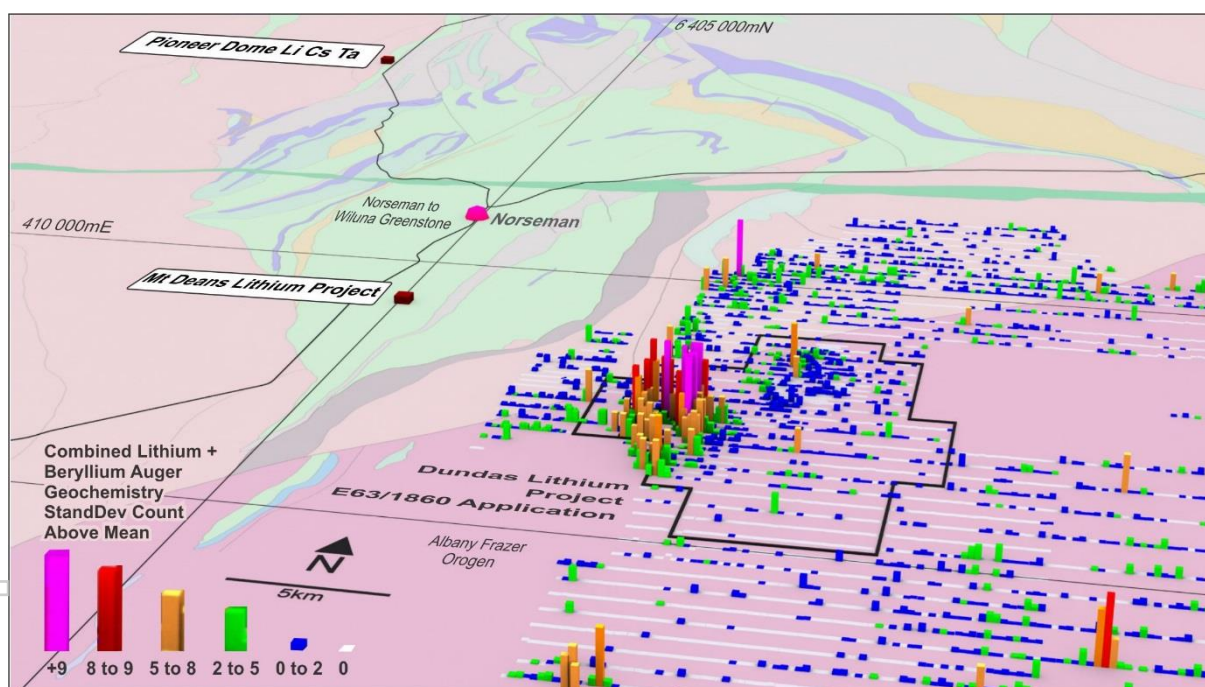 Pioneer Dome Li Cs Ta
6 405 000mN
Norseman to
Wiluna Greenstone
Norseman
410 000mE
Mt Deans Lithium Project
Combined Lithium +
Beryllium Auger
Geochemistry
StandDev Count
Above Mean
Dundas Lithium
Project
E63/1860 Application
Albany Frazer
Orogen
N
5km
+9
8 to 9
5 to 8
2 to 5
0 to 2
0